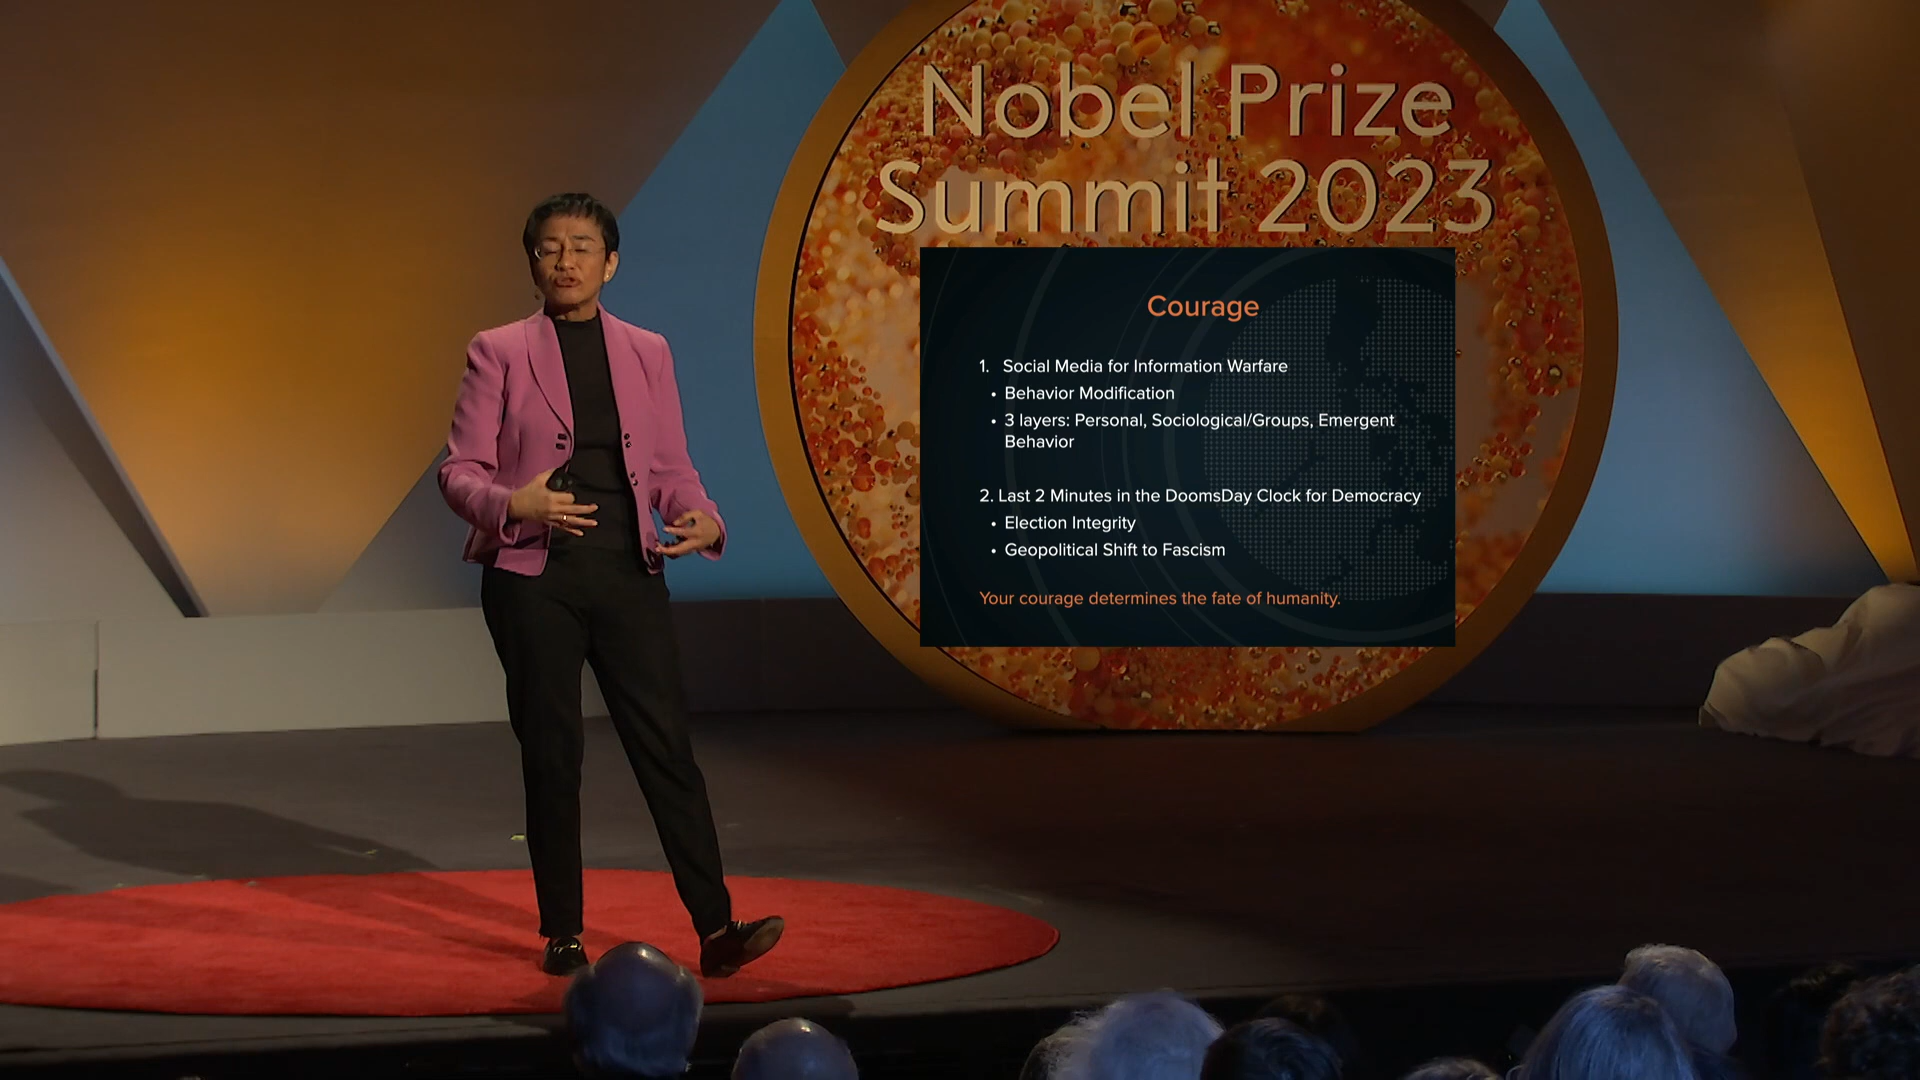 Nobel Prize
Summit 2023
Courage
1. Social Media for Information Warfare
• Behavior Modification
• 3 layers: Personal, Sociological/Groups, Emergent
Behavior
2. Last 2 Minutes in the DoomsDay Clock for Democracy
• Election Integrity
• Geopolitical Shift to Fascism
Your courage determines the fate of humanity.